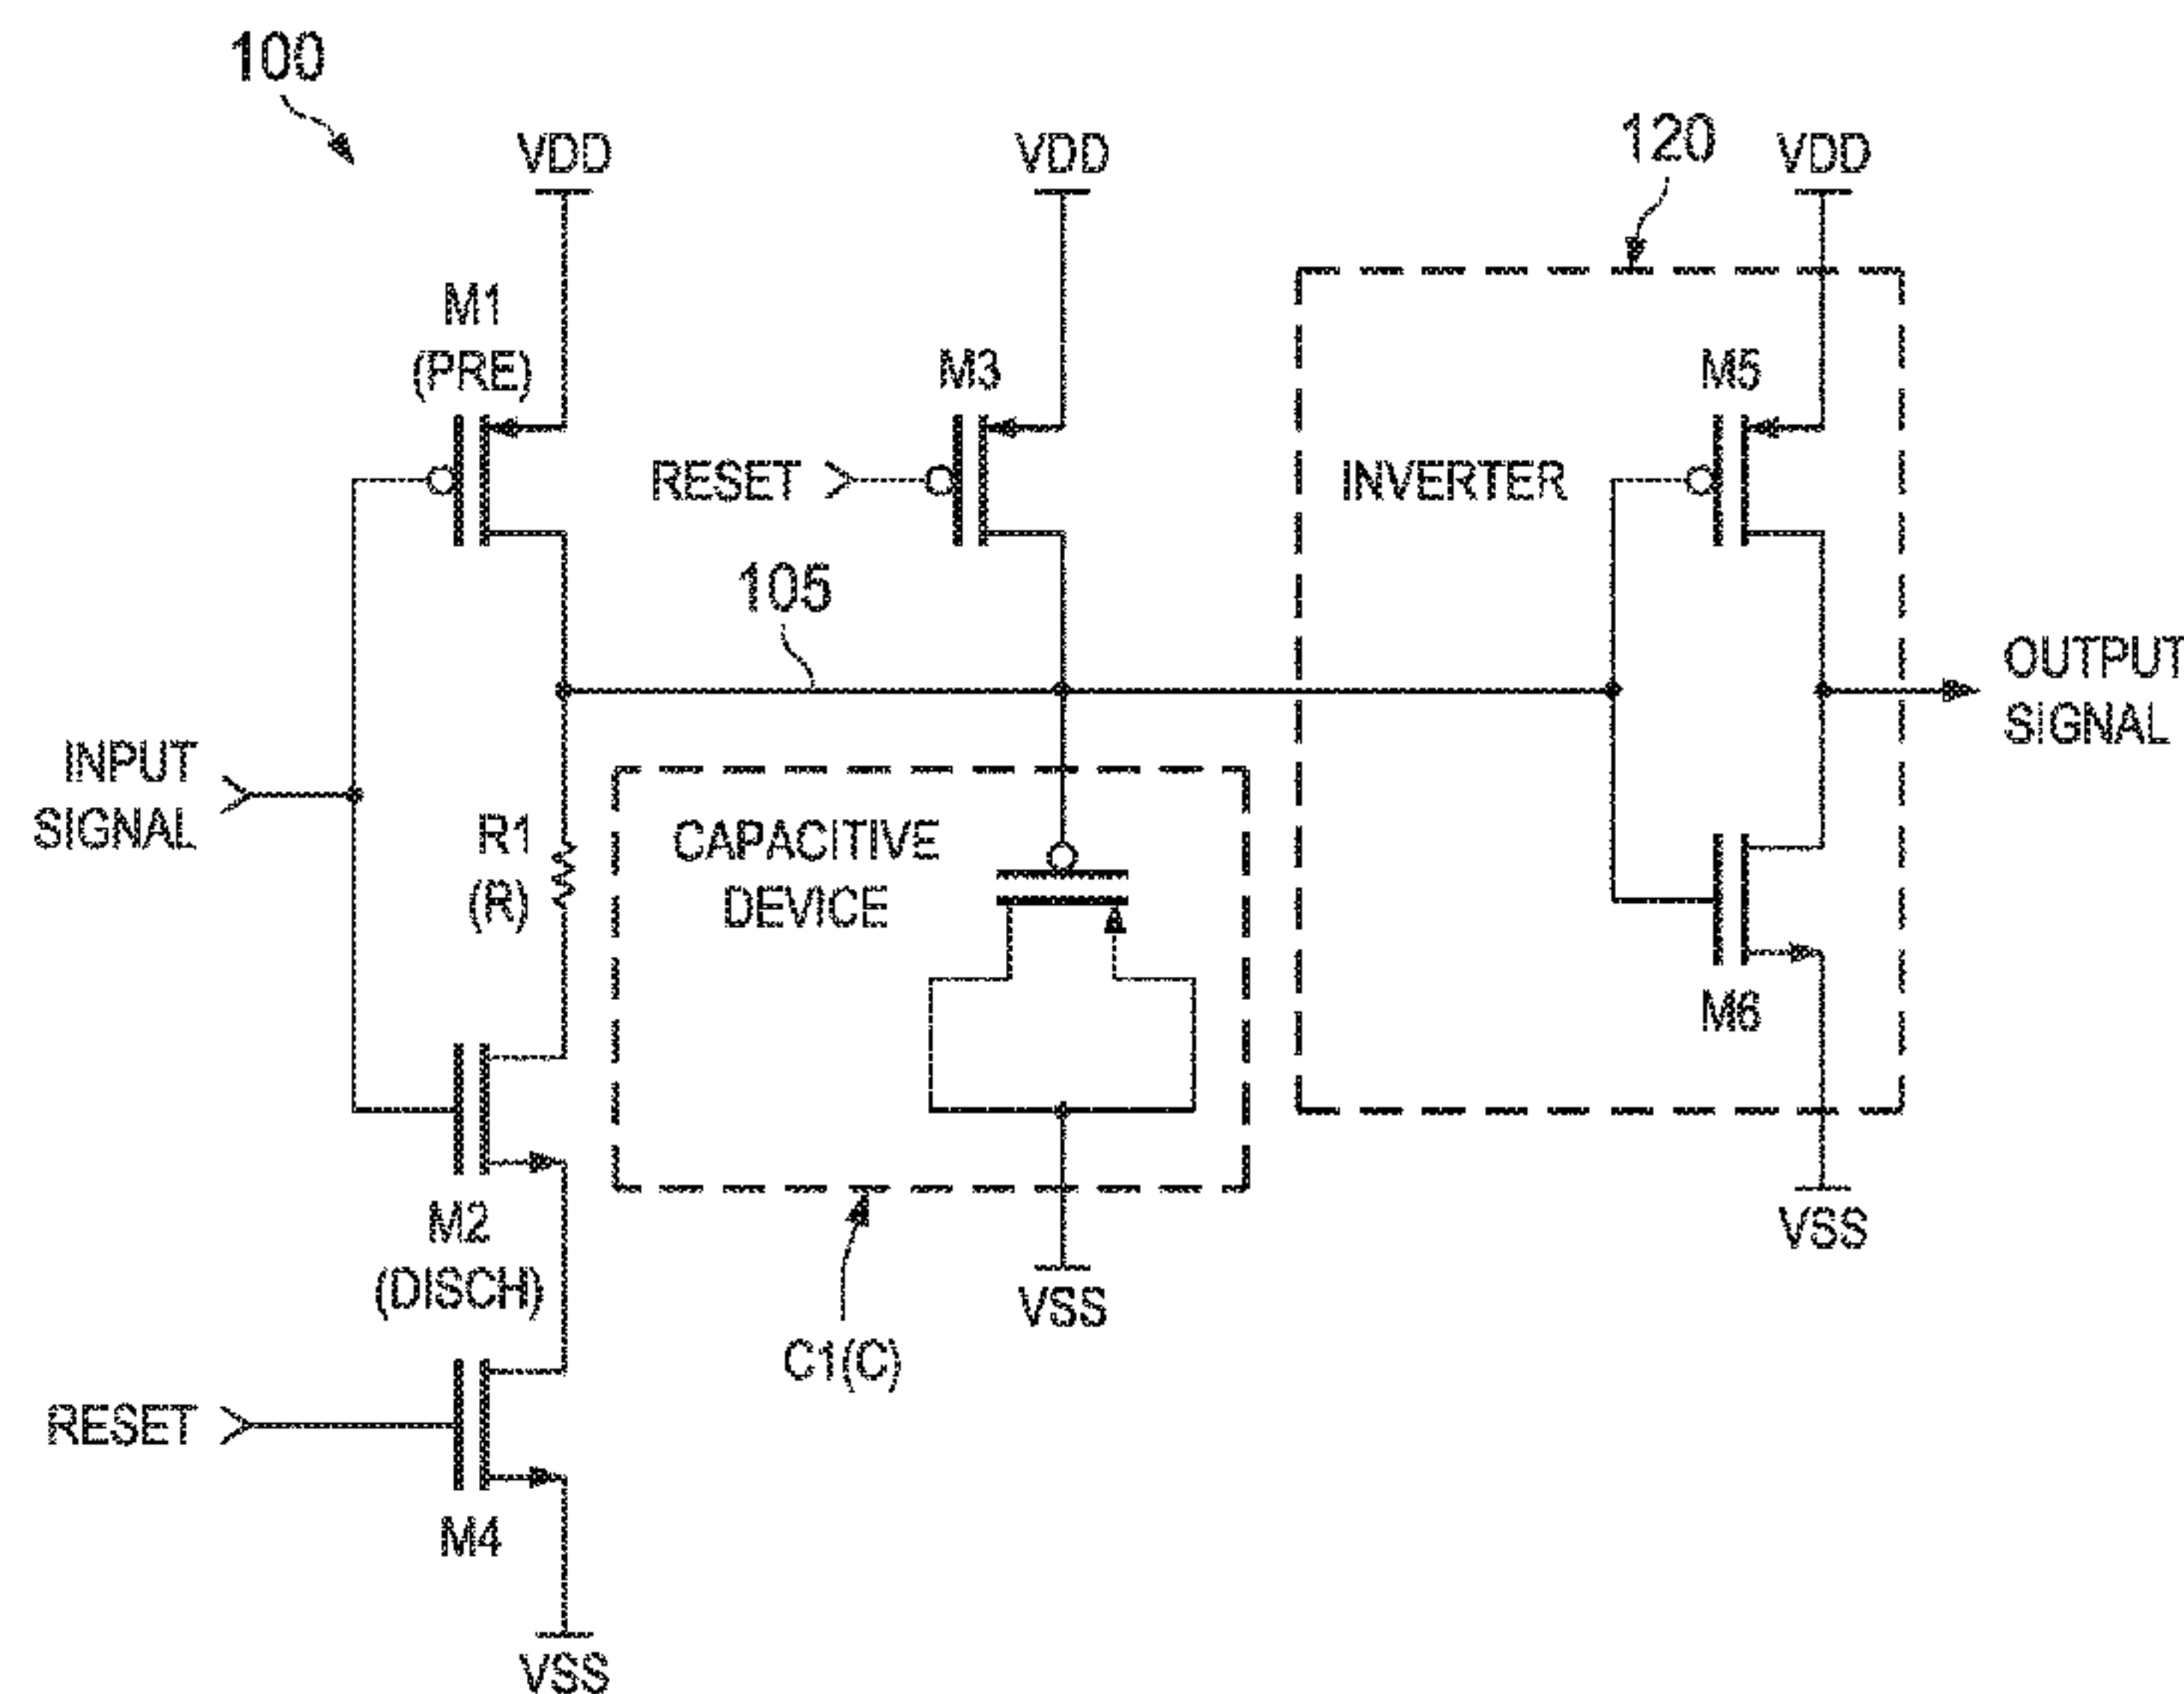 100
VDD
VDD
120
VDD
M1
(PRE)
M3
M5
RESET
INVERTER
105
OUTPUT
SIGNAL
INPUT
SIGNAL
R1
(R)
CAPACITIVE
DEVICE
M6
M2
(DISCH)
VSS
VSS
C1(C)
RESET
M4
VSS